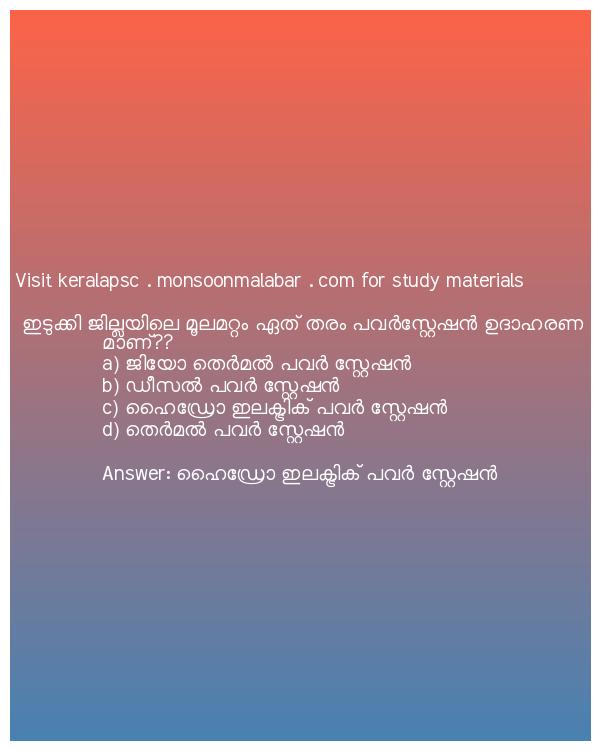 Visit keralapsc . monsoonmalabar . com for study materials
ഇടുക്കി ജില്ലയിലെ മൂലമറ്റം ഏത് തരം പവർസ്റ്റേഷൻ ഉദാഹരണ
മാണ്??
a) ജിയോ തെർമൽ പവർ സ്റ്റേഷൻ
b) ഡീസൽ പവർ സ്റ്റേഷൻ
c) ഹൈഡ്രോ ഇലക്ട്രിക് പവർ സ്റ്റേഷൻ
d) തെർമൽ പവർ സ്റ്റേഷൻ
Answer: ഹൈഡ്രോ ഇലക്ട്രിക് പവർ സ്റ്റേഷൻ